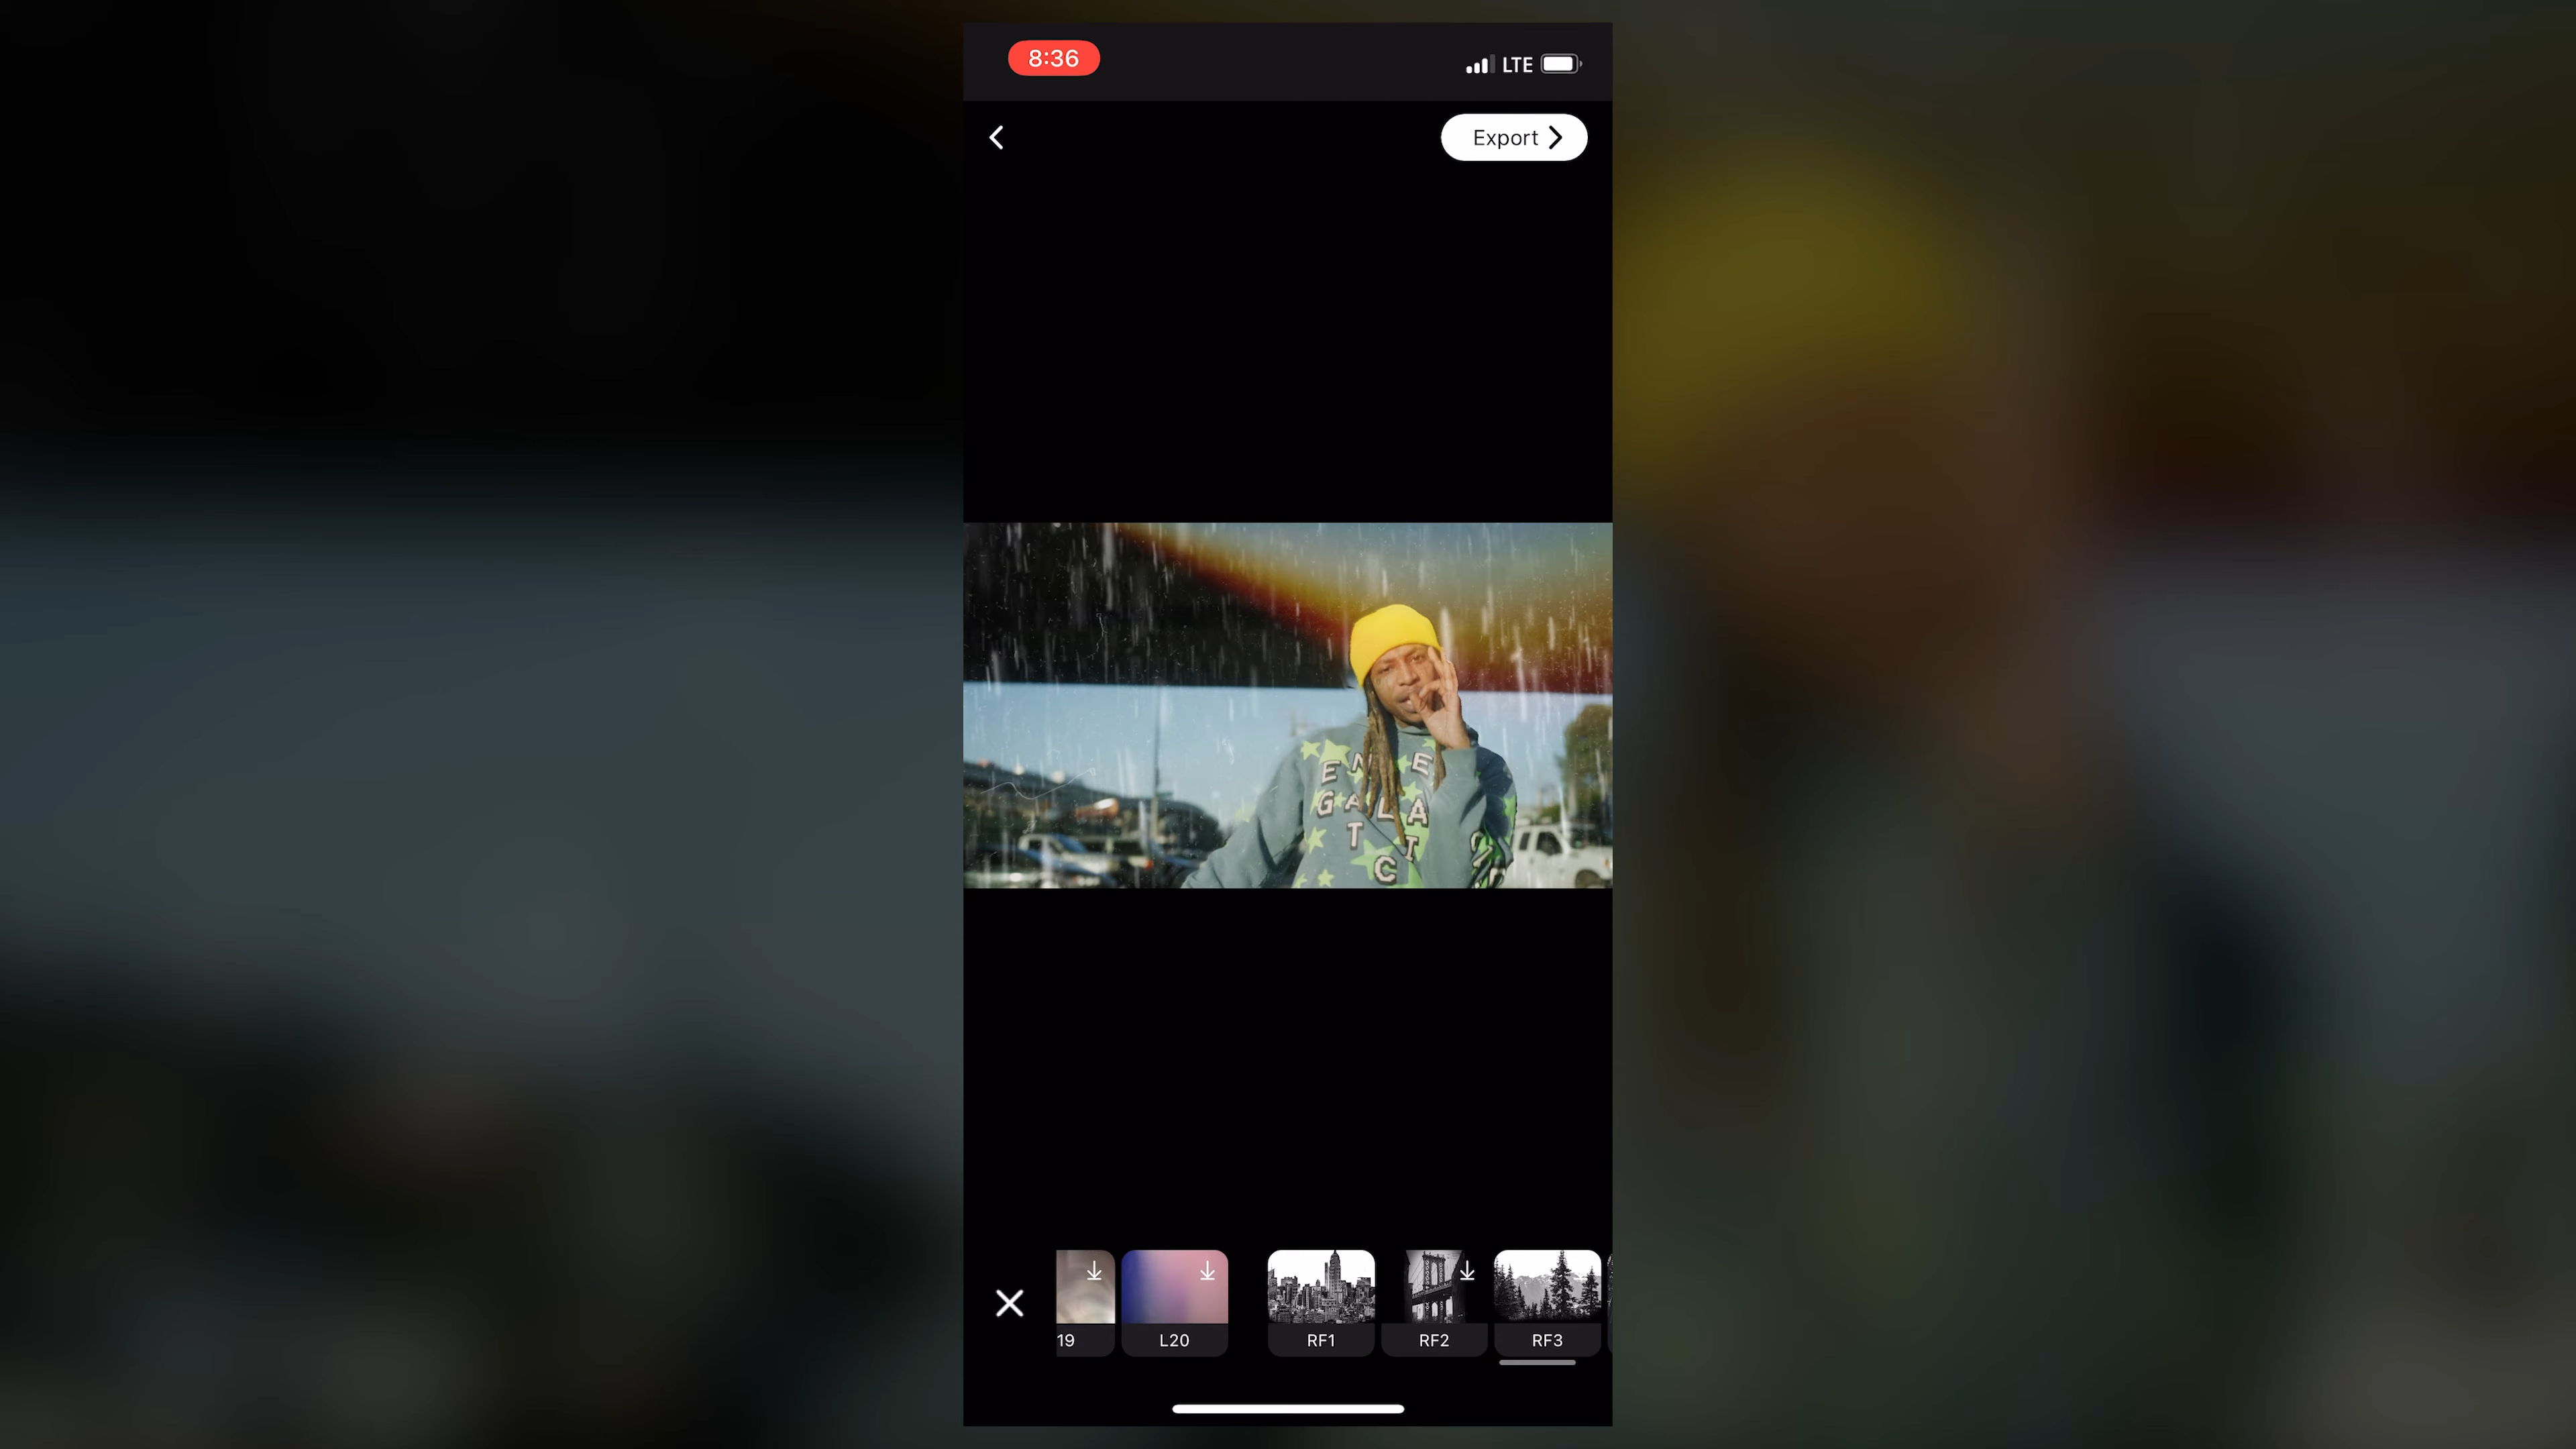 8:36
LTE
Export
E N E
G A L A
T I
C
19
L20
RF1
RF2
RF3